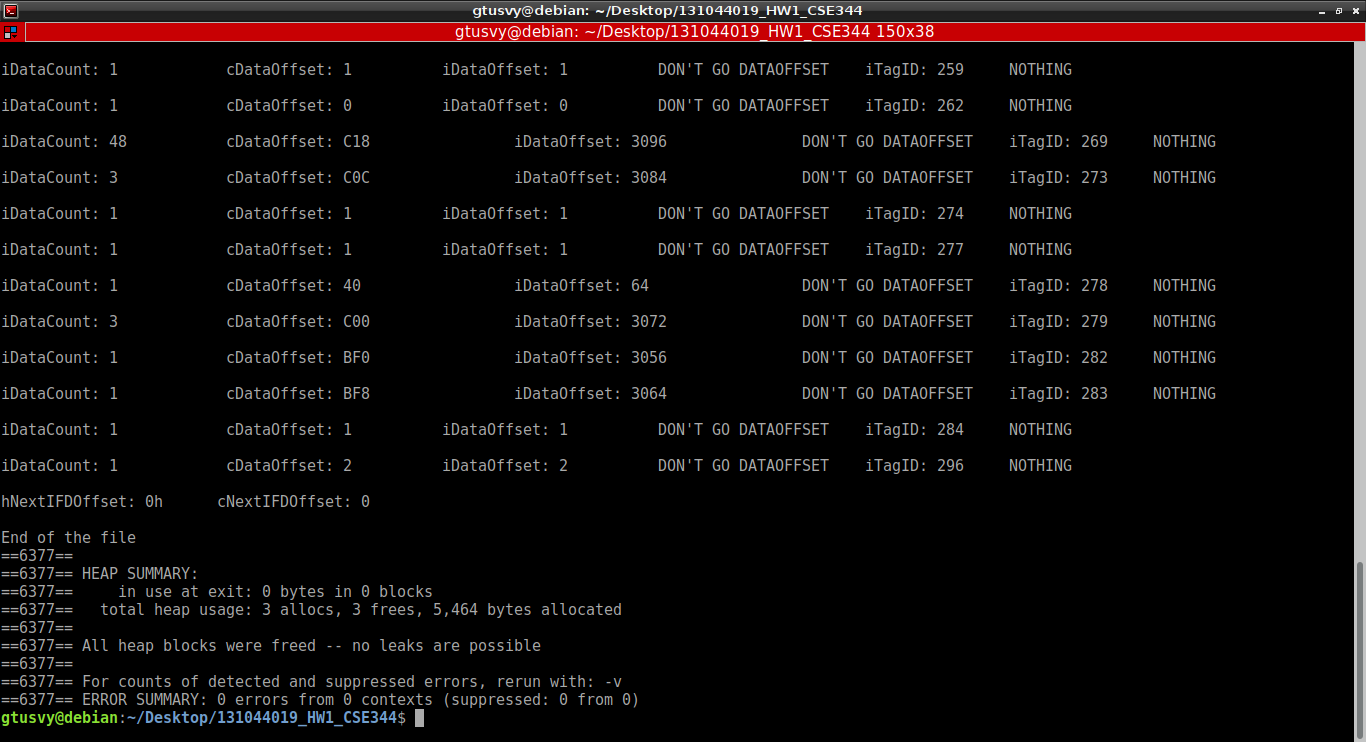 gtusvy@debian: ~/Desktop/131044019_HW1_CSE344
gtusvy@debian: ~/Desktop/131044019_HW1_CSE344 150x38
iDataCount: 1 cDataOffset: 1 iDataOffset: 1 DON'T GO DATAOFFSET iTagID: 259 NOTHING
iDataCount: 1 cDataOffset: 0 iDataOffset: 0 DON'T GO DATAOFFSET iTagID: 262 NOTHING
iDataCount: 48 cDataOffset: C18 iDataOffset: 3096 DON'T GO DATAOFFSET iTagID: 269 NOTHING
iDataCount: 3 cDataOffset: C0C iDataOffset: 3084 DON'T GO DATAOFFSET iTagID: 273 NOTHING
iDataCount: 1 cDataOffset: 1 iDataOffset: 1 DON'T GO DATAOFFSET iTagID: 274 NOTHING
iDataCount: 1 cDataOffset: 1 iDataOffset: 1 DON'T GO DATAOFFSET iTagID: 277 NOTHING
iDataCount: 1 cDataOffset: 40 iDataOffset: 64 DON'T GO DATAOFFSET iTagID: 278 NOTHING
iDataCount: 3 cDataOffset: C00 iDataOffset: 3072 DON'T GO DATAOFFSET iTagID: 279 NOTHING
iDataCount: 1 cDataOffset: BF0 iDataOffset: 3056 DON'T GO DATAOFFSET iTagID: 282 NOTHING
iDataCount: 1 cDataOffset: BF8 iDataOffset: 3064 DON'T GO DATAOFFSET iTagID: 283 NOTHING
iDataCount: 1 cDataOffset: 1 iDataOffset: 1 DON'T GO DATAOFFSET iTagID: 284 NOTHING
iDataCount: 1 cDataOffset: 2 iDataOffset: 2 DON'T GO DATAOFFSET iTagID: 296 NOTHING
hNextIFDOffset: 0h cNextIFDOffset: 0
End of the file
==6377==
==6377== HEAP SUMMARY:
==6377== in use at exit: 0 bytes in 0 blocks
==6377== total heap usage: 3 allocs, 3 frees, 5,464 bytes allocated
==6377==
==6377== All heap blocks were freed -- no leaks are possible
==6377==
==6377== For counts of detected and suppressed errors, rerun with: -v
==6377== ERROR SUMMARY: 0 errors from 0 contexts (suppressed: 0 from 0)
gtusvy@debian:~/Desktop/131044019_HW1_CSE344$